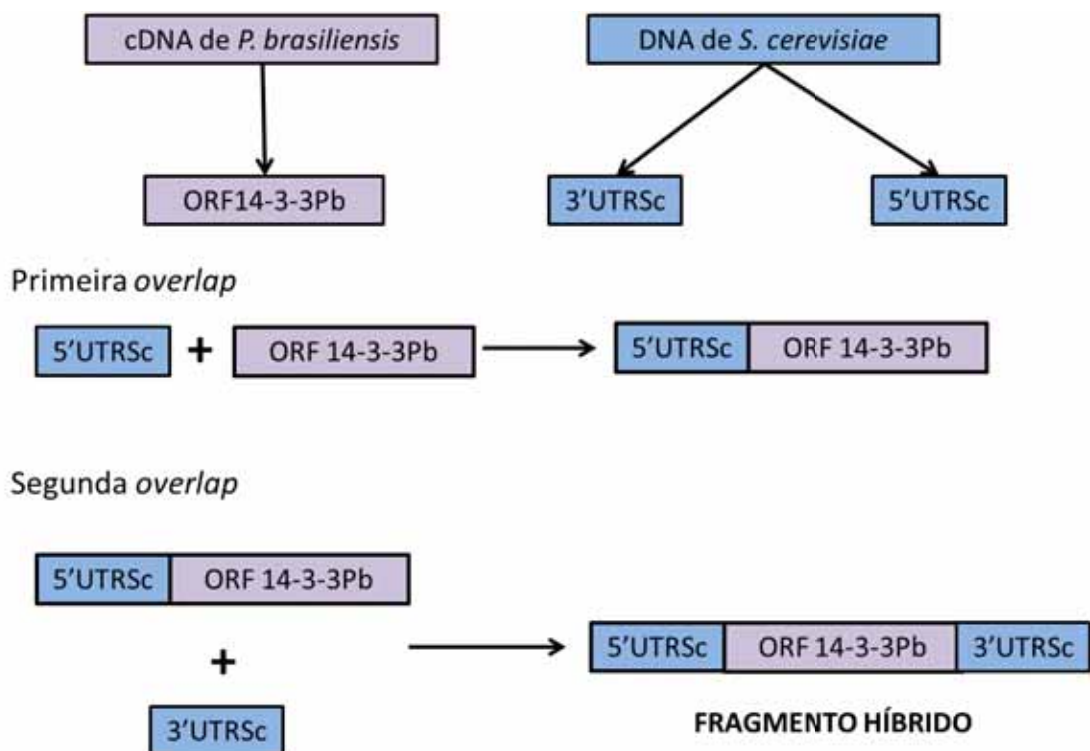 cDNA de P. brasiliensis
DNA de S. cerevisiae
ORF14-3-3Pb
3’UTRSc
5’UTRSc
Primeira overlap
5’UTRSc + ORF 14-3-3Pb
5’UTRSc ORF 14-3-3Pb
Segunda overlap
5’UTRSc ORF 14-3-3Pb
+
3’UTRSc
5’UTRSc ORF 14-3-3Pb 3’UTRSc
FRAGMENTO HÍBRIDO